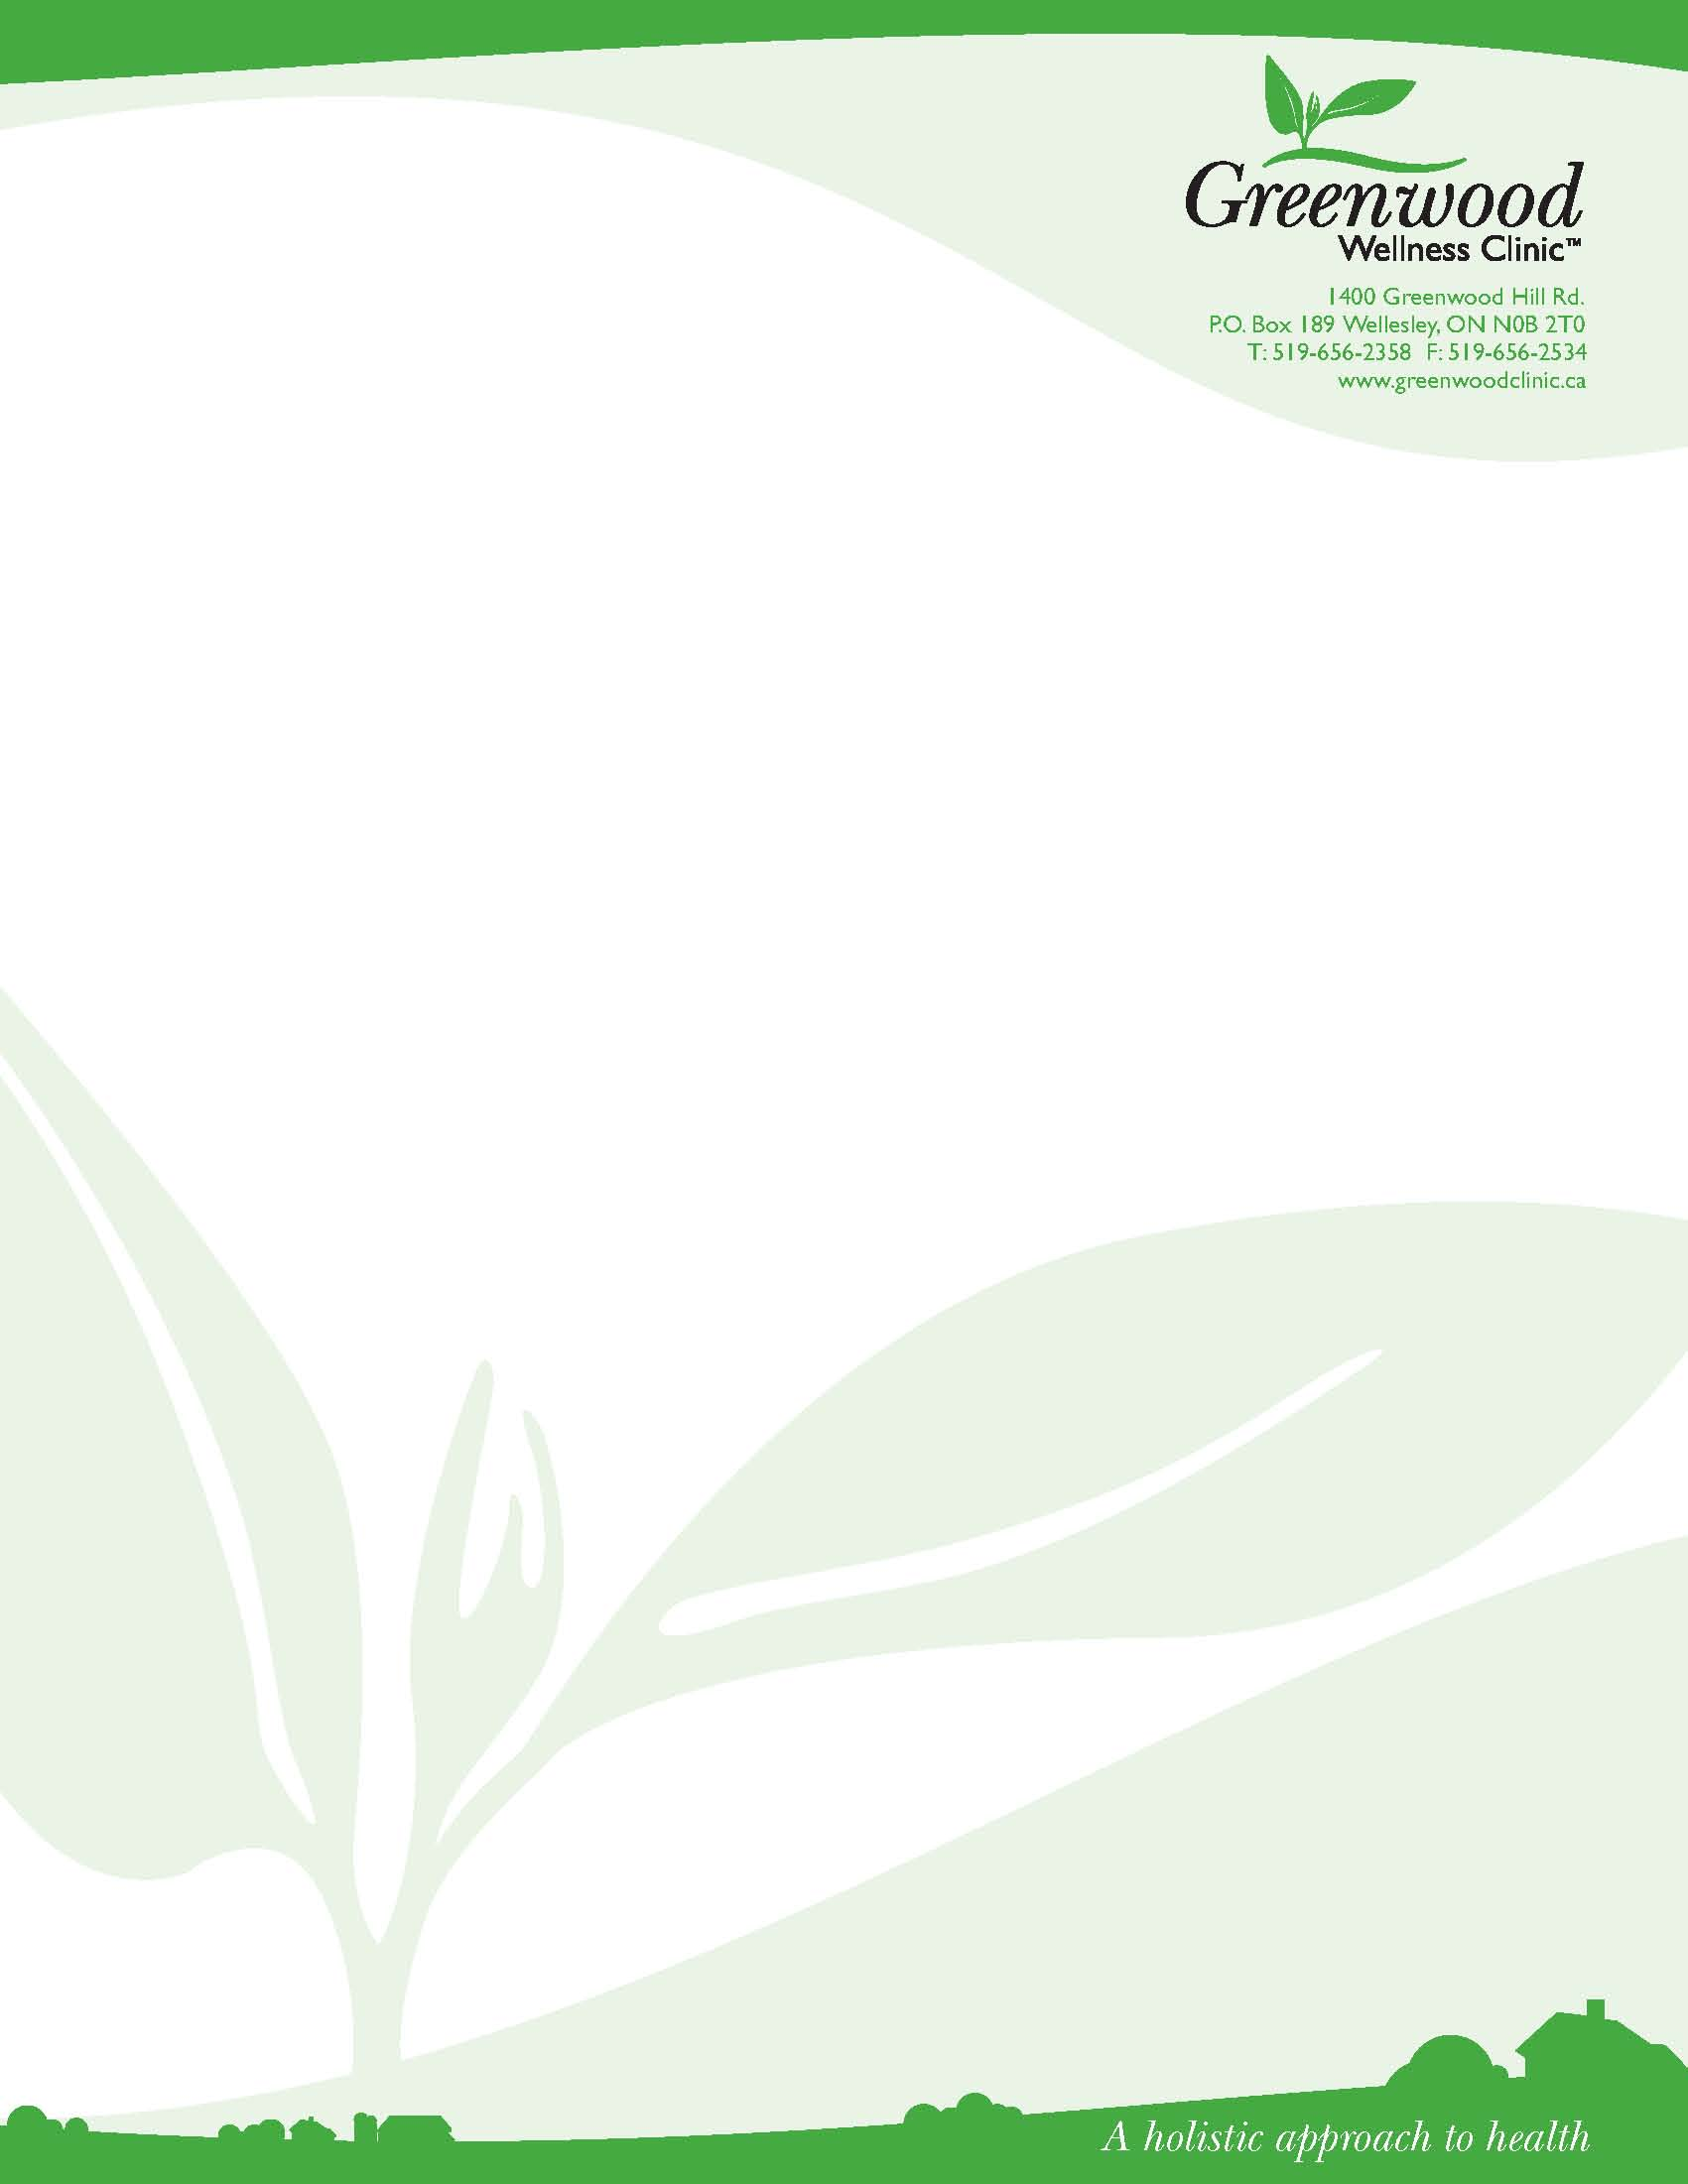 Greenwood
Wellness Clinic™
1400 Greenwood Hill Rd.
P.O. Box 189 Wellesley, ON N0B 2T0
T: 519-656-2358 F: 519-656-2534
www.greenwoodclinic.ca
A holistic approach to health